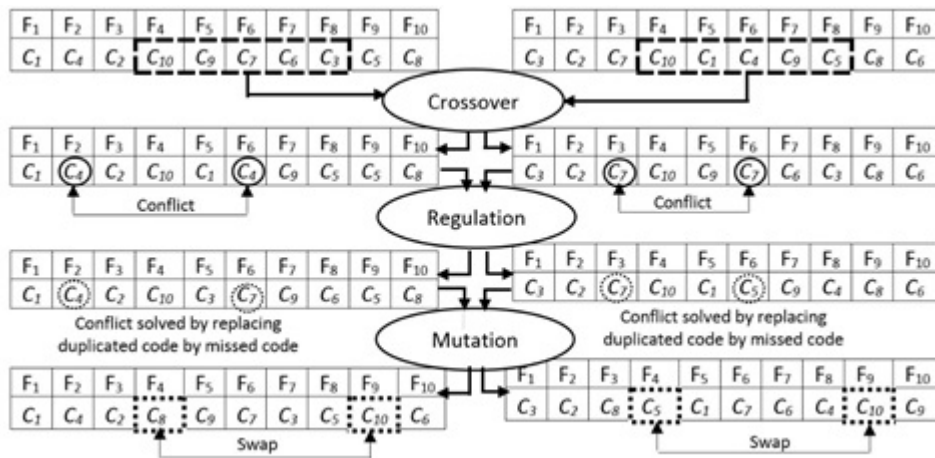 F1 F2 F3 F4 F5 F6 F7 F8 F9 F10 F1 F2 F3 F4 F5 F6 F7 F8 F9 F10
C1 C4 C2 C10 C9 C7 C6 C3 C5 C8 C3 C2 C7 C10 C1 C4 C9 C5 C8 C6
Crossover
F1 F2 F3 F4 F5 F6 F7 F8 F9 F10 F1 F2 F3 F4 F5 F6 F7 F8 F9 F10
C1 C4 C2 C10 C1 C4 C9 C5 C5 C8 C3 C2 C7 C10 C9 C7 C6 C3 C8 C6
Conflict Conflict
Regulation
F1 F2 F3 F4 F5 F6 F7 F8 F9 F10 F1 F2 F3 F4 F5 F6 F7 F8 F9 F10
C1 C4 C2 C10 C3 C7 C9 C6 C5 C8 C3 C2 C7 C10 C1 C5 C9 C4 C8 C6
Conflict solved by replacing Conflict solved by replacing
duplicated code by missed code duplicated code by missed code
Mutation
F1 F2 F3 F4 F5 F6 F7 F8 F9 F10 F1 F2 F3 F4 F5 F6 F7 F8 F9 F10
C1 C4 C2 C8 C9 C7 C3 C5 C10 C6 C3 C2 C8 C5 C1 C7 C6 C4 C10 C9
Swap Swap